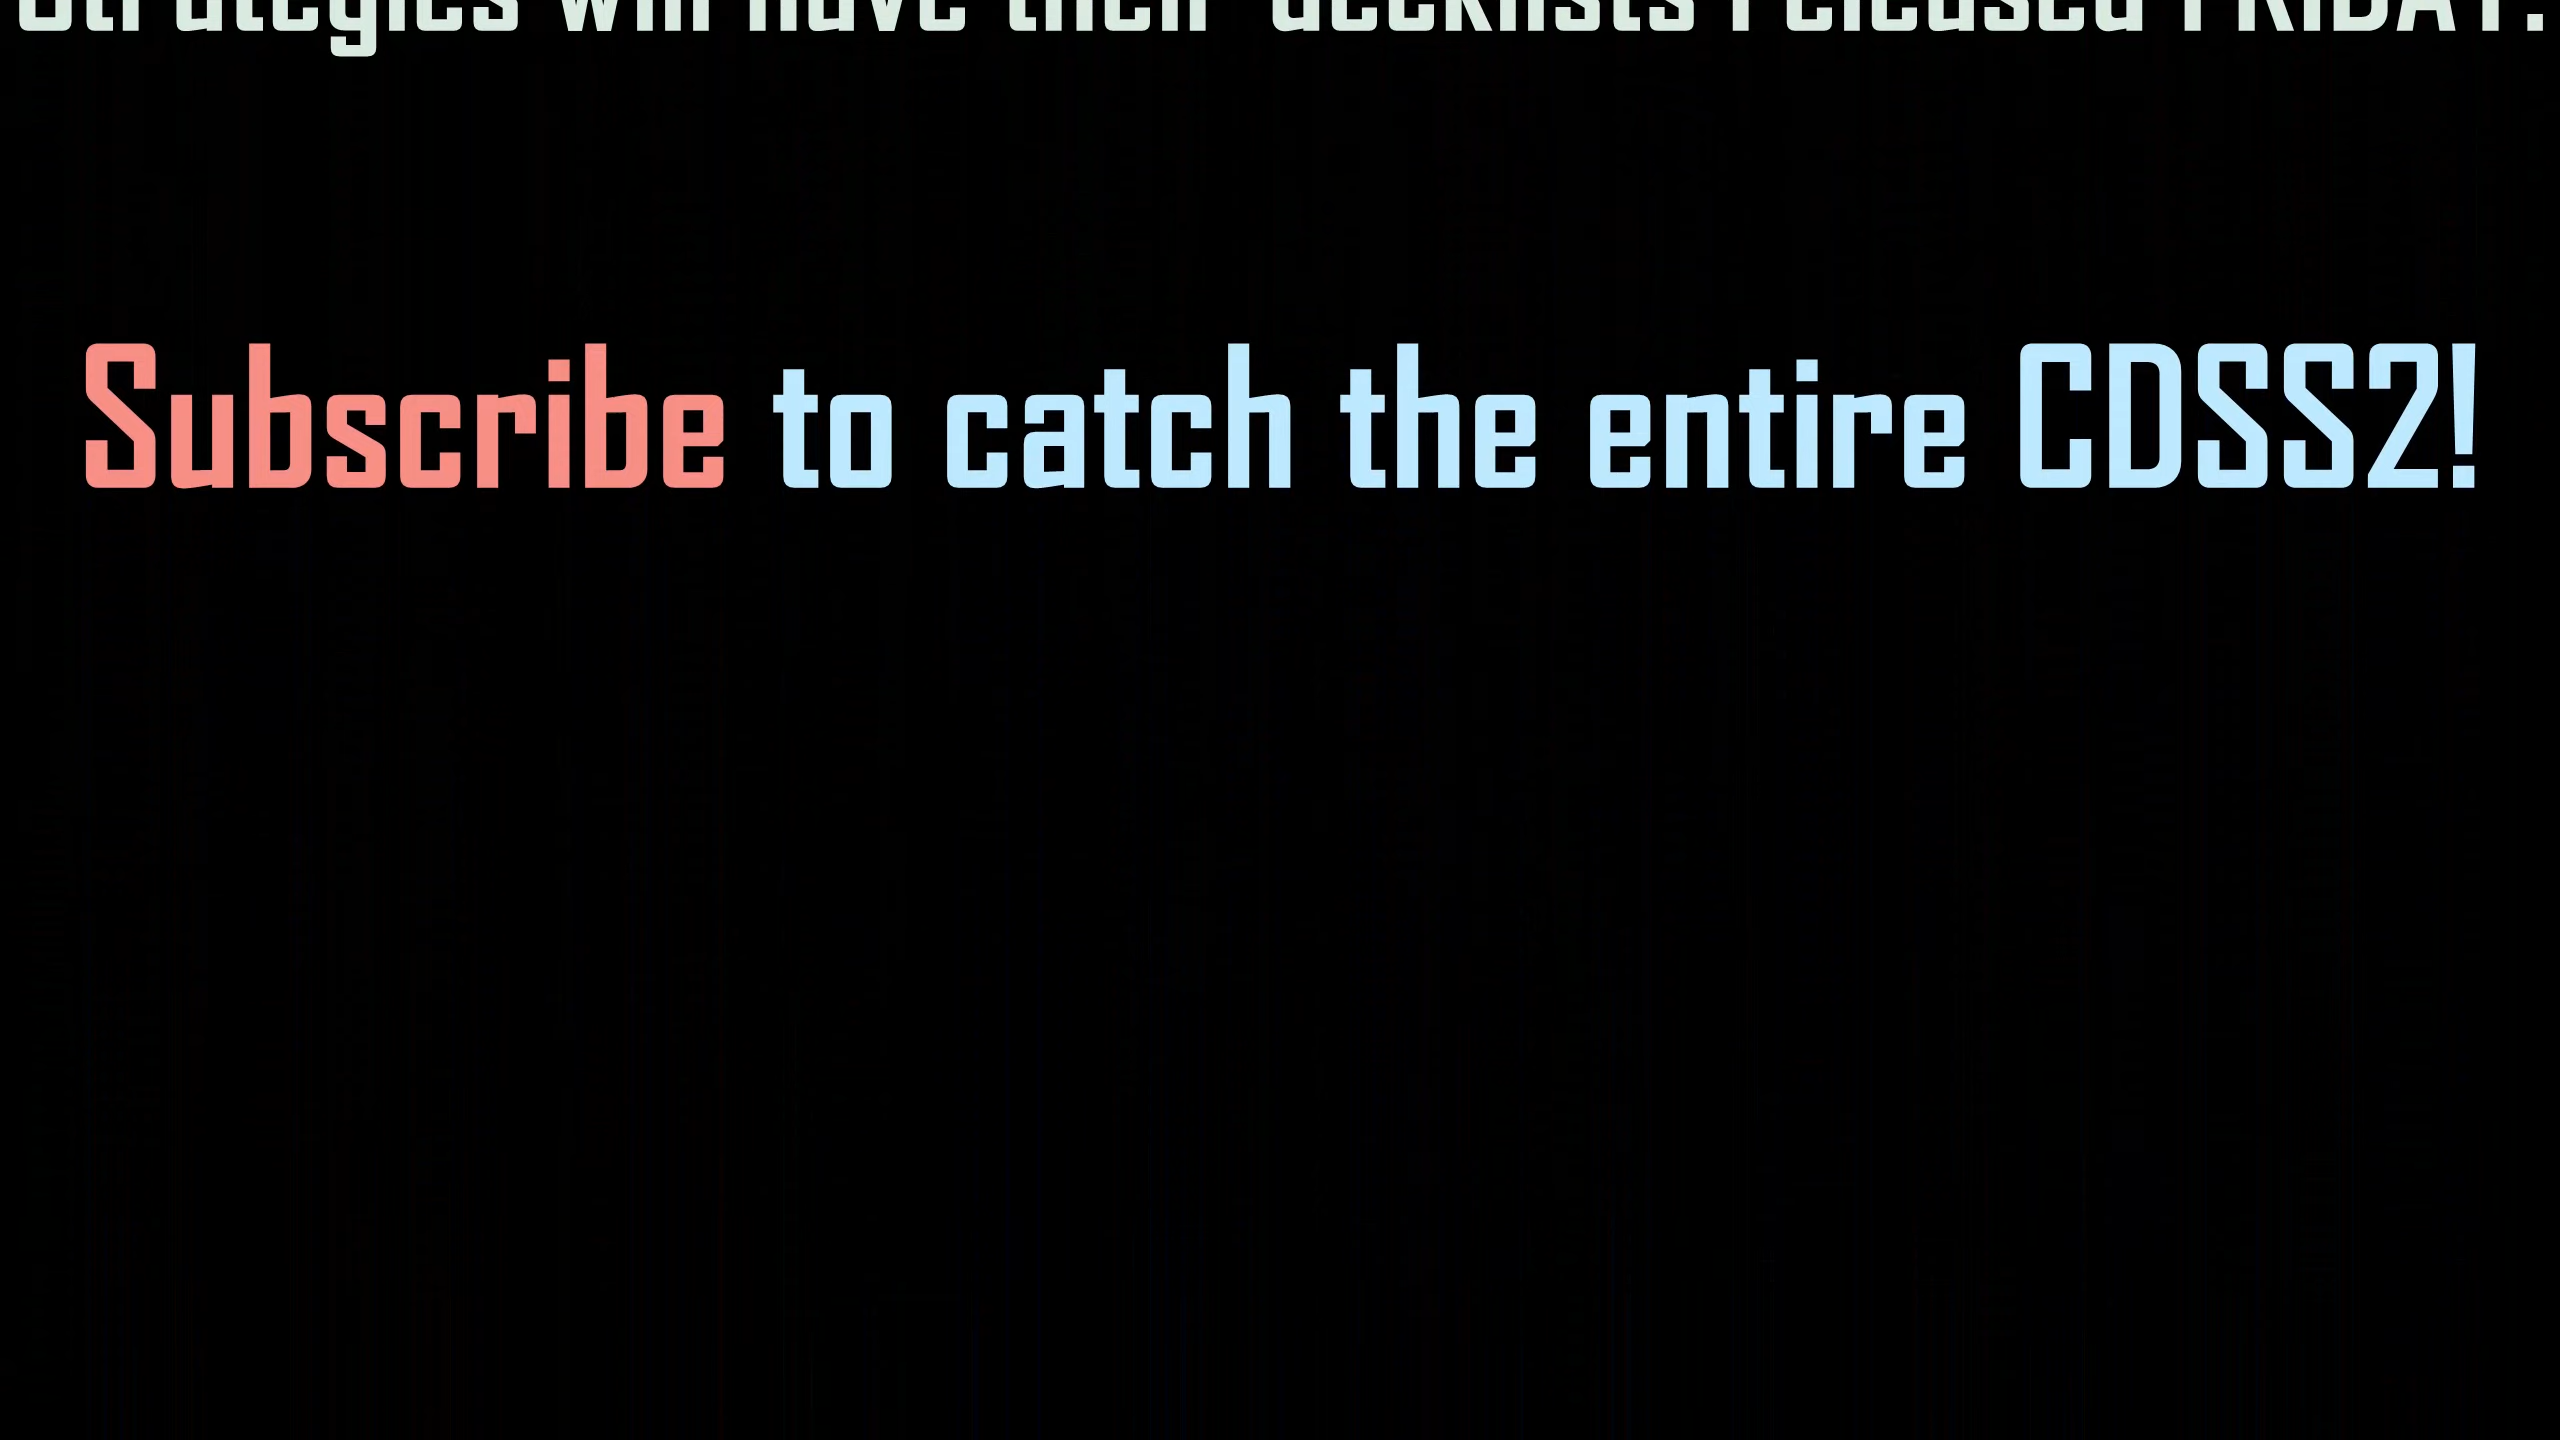 Strategies will have their decklists released FRIDAY!
Subscribe to catch the entire CDSS2!